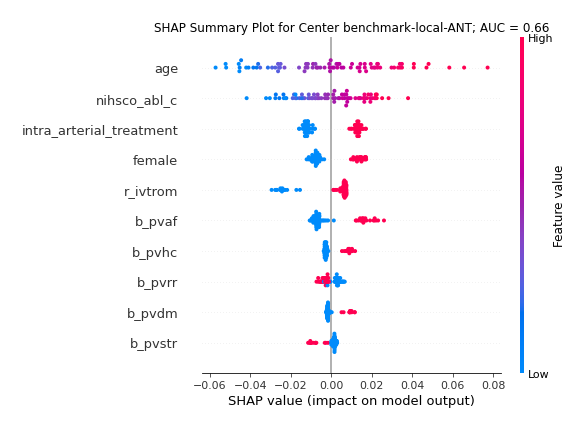 SHAP Summary Plot for Center benchmark-local-ANT; AUC = 0.66
High
age
nihsco_abl_c
intra_arterial_treatment
female
r_ivtrom
b_pvaf
b_pvhc
b_pvrr
b_pvdm
b_pvstr
Feature value
Low
−0.06 −0.04 −0.02 0.00 0.02 0.04 0.06 0.08
SHAP value (impact on model output)